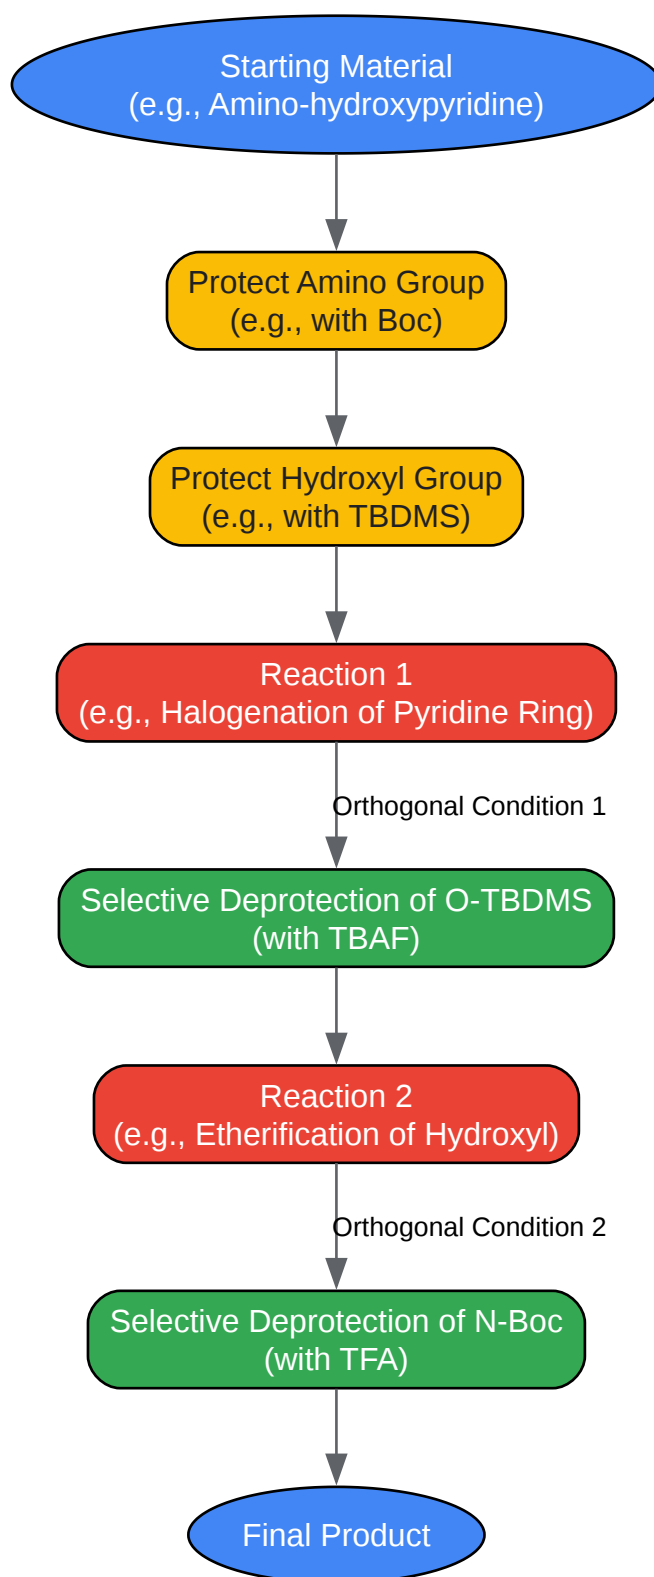 Starting Material
(e.g., Amino-hydroxypyridine)
Protect Amino Group
(e.g., with Boc)
Protect Hydroxyl Group
(e.g., with TBDMS)
Reaction 1
(e.g., Halogenation of Pyridine Ring)
Orthogonal Condition 1
Selective Deprotection of O-TBDMS
(with TBAF)
Reaction 2
(e.g., Etherification of Hydroxyl)
Orthogonal Condition 2
Selective Deprotection of N-Boc
(with TFA)
Final Product